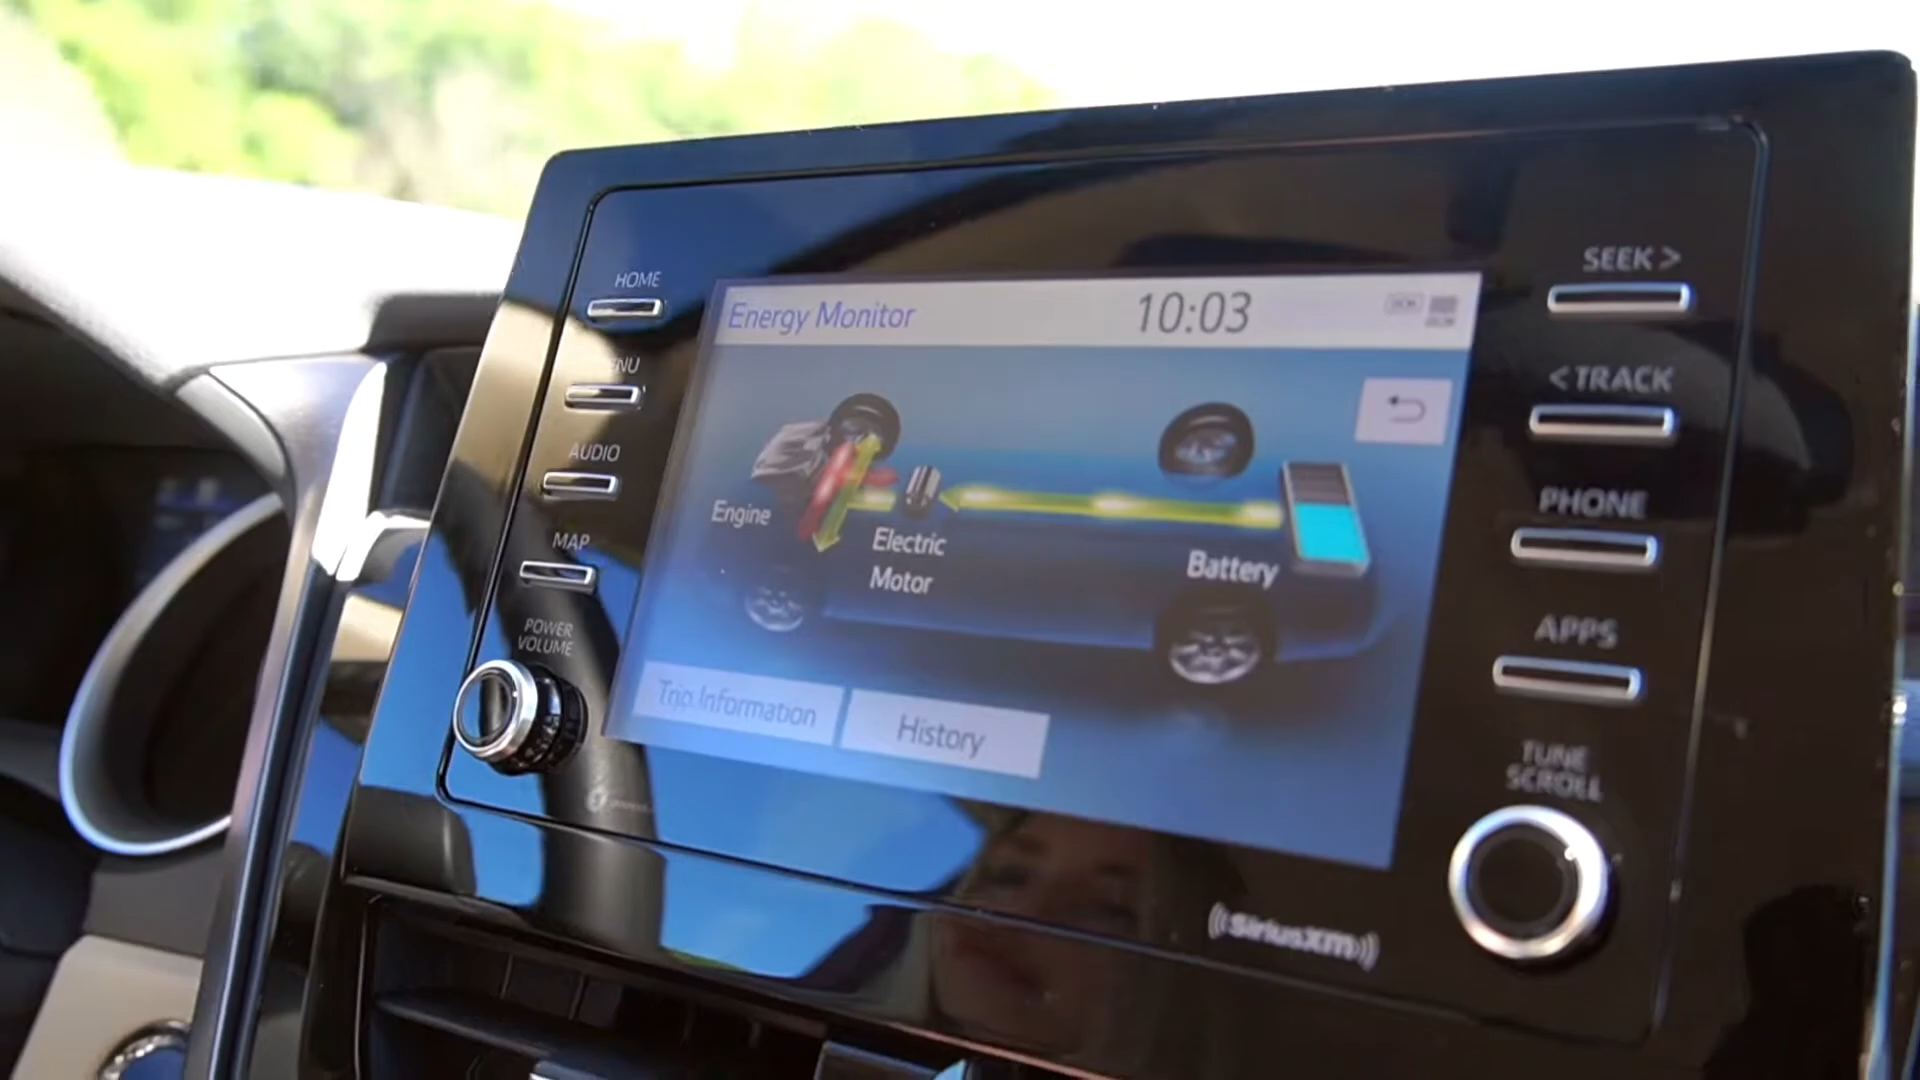 HOME
Energy Monitor
10:03
SEEK >
< TRACK
AUDIO
PHONE
Engine
Electric
Motor
Battery
MAP
POWER
VOLUME
APPS
Trip Information
History
TUNE
SCROLL
SiriusXM